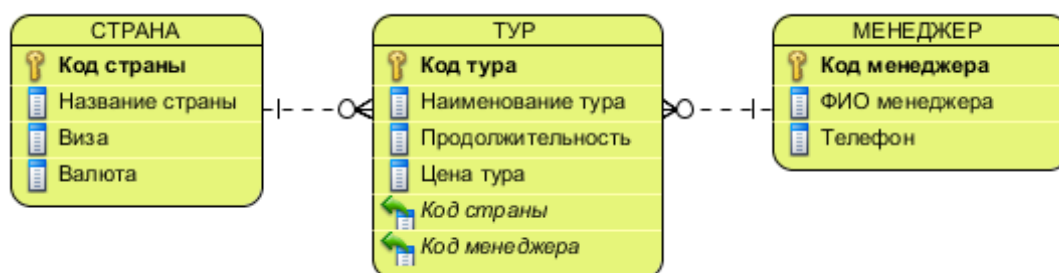 СТРАНА
Код страны
Название страны
Виза
Валюта
ТУР
Код тура
Наименование тура
Продолжительность
Цена тура
Код страны
Код менеджера
МЕНЕДЖЕР
Код менеджера
ФИО менеджера
Телефон